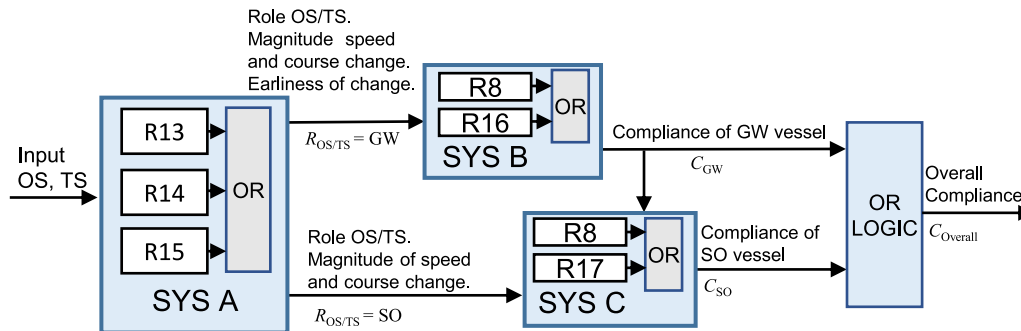 Role OS/TS.
Magnitude speed
and course change.
Earliness of change.
R13
R14
R15
OR
SYS A
Input
OS, TS
R_OS/TS = GW
R8
R16
OR
SYS B
Compliance of GW vessel
C_GW
Role OS/TS.
Magnitude of speed
and course change.
R_OS/TS = SO
R8
R17
OR
SYS C
Compliance of
SO vessel
C_SO
OR
LOGIC
Overall
Compliance
C_Overall